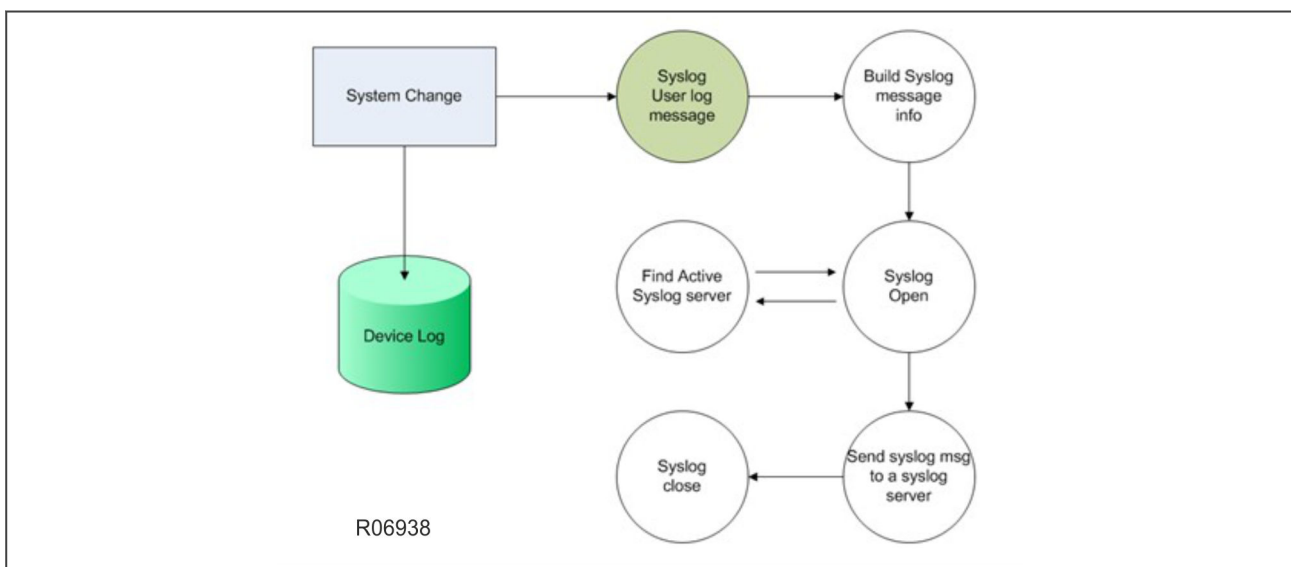 System Change
Syslog
User log
message
Build Syslog
message
info
Find Active
Syslog server
Syslog
Open
Device Log
Syslog
close
Send syslog msg
to a syslog
server
R06938